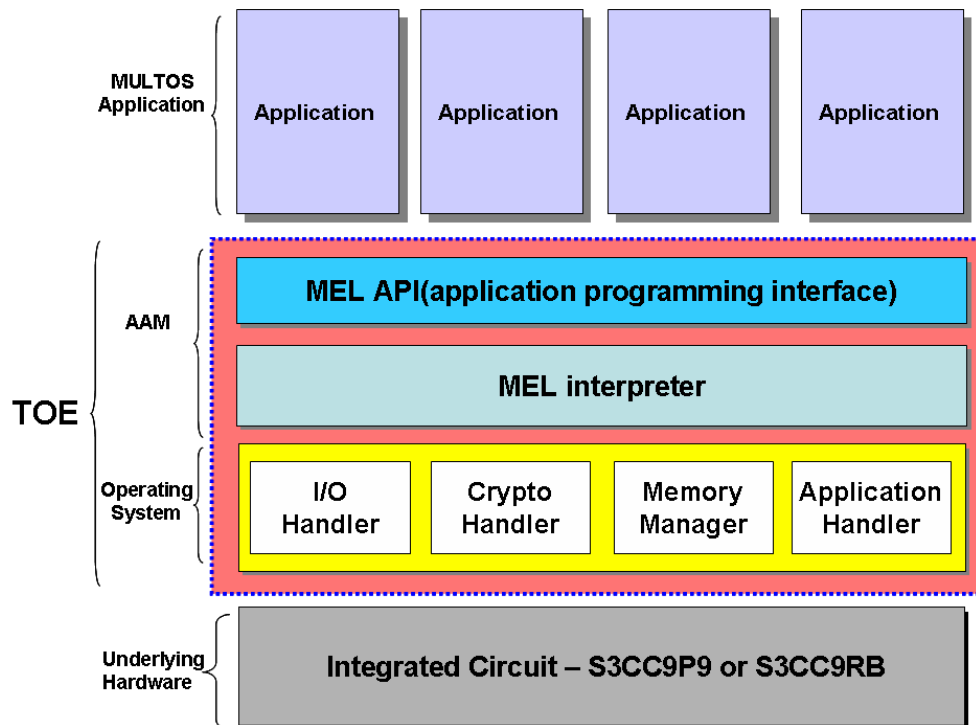 MULTOS
Application
Application
Application
Application
Application
TOE
AAM
MEL API(application programming interface)
MEL interpreter
Operating
System
I/O
Handler
Crypto
Handler
Memory
Manager
Application
Handler
Underlying
Hardware
Integrated Circuit – S3CC9P9 or S3CC9RB